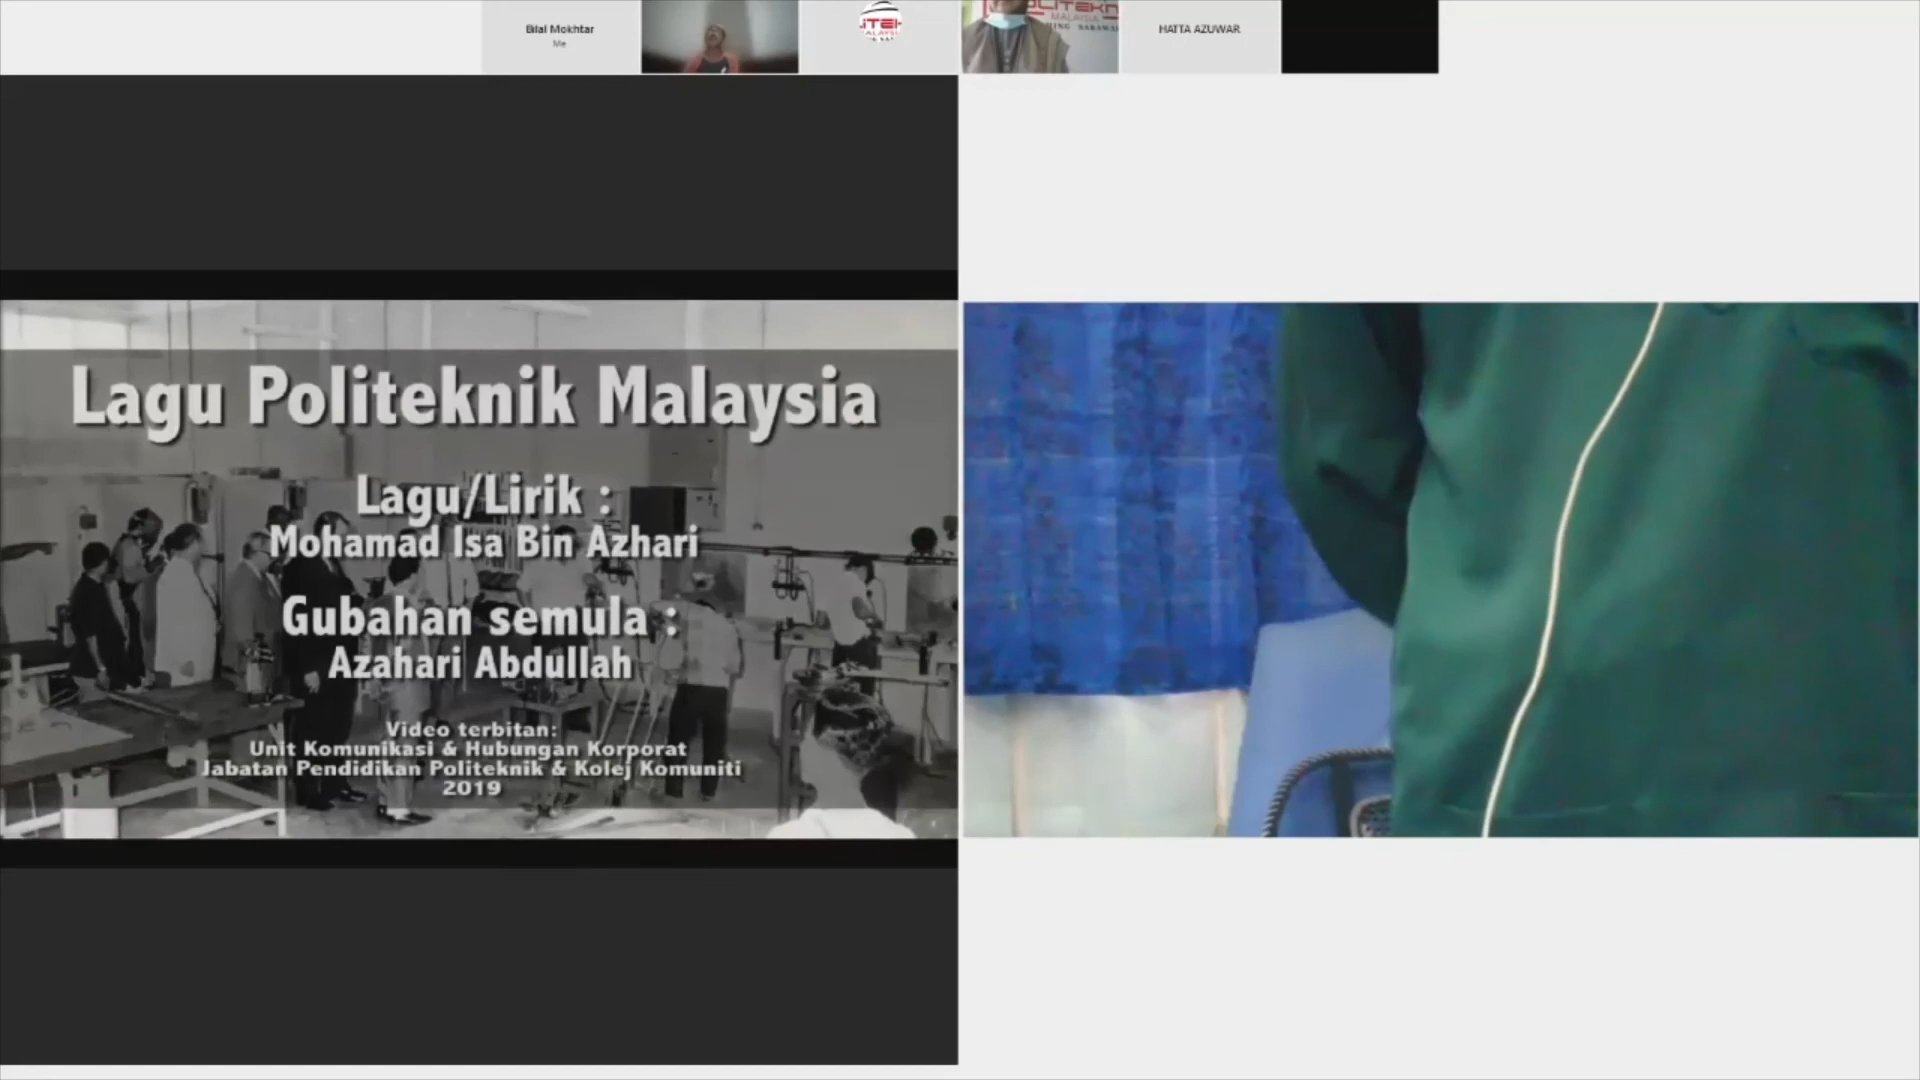 Bilal Mokhtar
Me
MALAYSIA
HATTA AZUWAR
Lagu Politeknik Malaysia
Lagu/Lirik :
Mohamad Isa Bin Azhari
Gubahan semula :
Azahari Abdullah
Video terbitan:
Unit Komunikasi & Hubungan Korporat
Jabatan Pendidikan Politeknik & Kolej Komuniti
2019